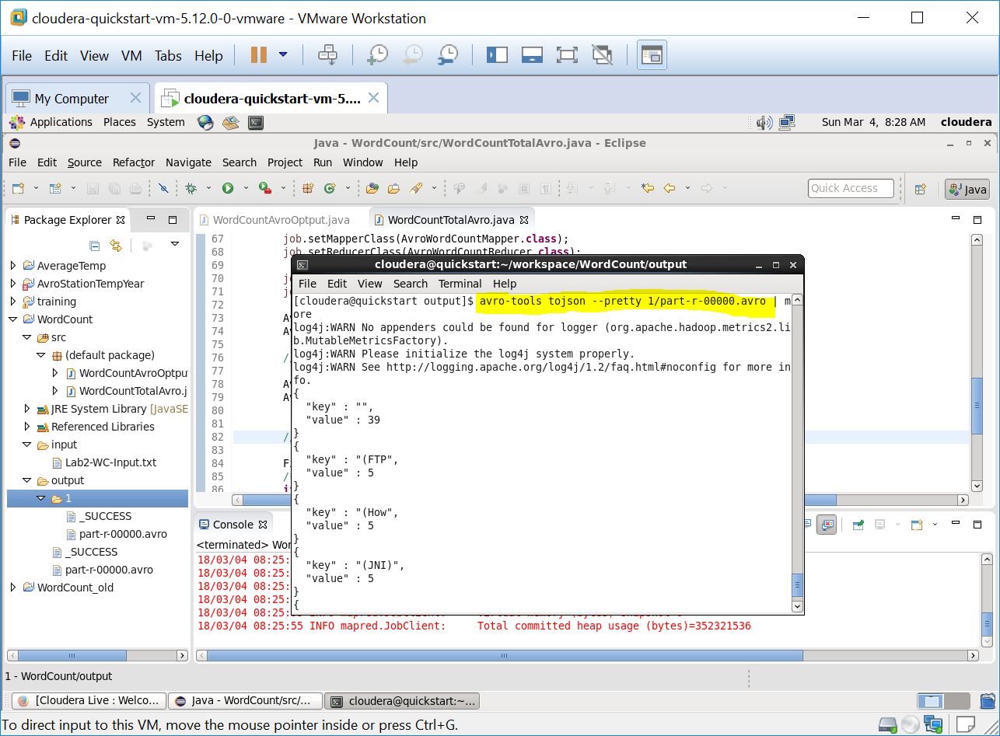 cloudera-quickstart-vm-5.12.0-0-vmware - VMware Workstation
File Edit View VM Tabs Help
My Computer
cloudera-quickstart-vm-5....
Applications Places System
Sun Mar 4, 8:28 AM cloudera
Java - WordCount/src/WordCountTotalAvro.java - Eclipse
File Edit Source Refactor Navigate Search Project Run Window Help
Quick Access
Java
Package Explorer
AverageTemp
AvroStationTempYear
training
WordCount
src
(default package)
WordCountAvroOptpu
WordCountTotalAvro.j
JRE System Library [JavaSE
Referenced Libraries
input
Lab2-WC-Input.txt
output
1
_SUCCESS
part-r-00000.avro
_SUCCESS
part-r-00000.avro
WordCount_old
WordCountAvroOptput.java
WordCountTotalAvro.java
67 job.setMapperClass(AvroWordCountMapper.class);
68 job.setReducerClass(AvroWordCountReducer.class);
69
70
71
72
73
74
75
76 //
77
78
79
80
81
82 //
83
84
85
86
cloudera@quickstart:~/workspace/WordCount/output
File Edit View Search Terminal Help
[cloudera@quickstart output]$ avro-tools tojson --pretty 1/part-r-00000.avro | m
ore
log4j:WARN No appenders could be found for logger (org.apache.hadoop.metrics2.li
b.MutableMetricsFactory).
log4j:WARN Please initialize the log4j system properly.
log4j:WARN See http://logging.apache.org/log4j/1.2/faq.html#noconfig for more in
fo.
{
"key" : "",
"value" : 39
}
{
"key" : "(FTP",
"value" : 5
}
{
"key" : "(How",
"value" : 5
}
{
"key" : "(JNI)",
"value" : 5
}
{
Console
<terminated> Wor
18/03/04 08:25:
18/03/04 08:25:
18/03/04 08:25:
18/03/04 08:25:
18/03/04 08:25:55 INFO mapred.JobClient: Total committed heap usage (bytes)=352321536
1 - WordCount/output
[Cloudera Live : Welco...
Java - WordCount/src/...
cloudera@quickstart:~...
To direct input to this VM, move the mouse pointer inside or press Ctrl+G.